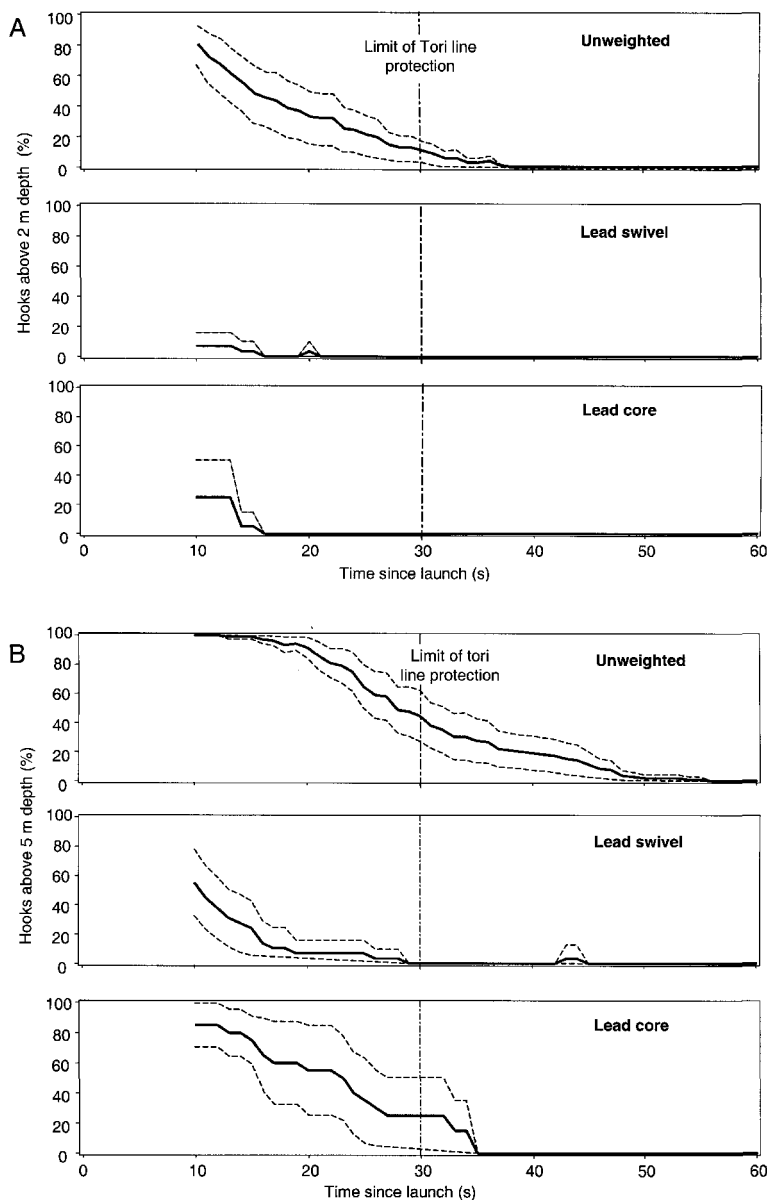 A
Hooks above 2 m depth (%)
100
80
60
40
20
0
Limit of Tori line
protection
Unweighted
100
80
60
40
20
0
Lead swivel
100
80
60
40
20
0
Lead core
0 10 20 30 40 50 60
Time since launch (s)
B
Hooks above 5 m depth (%)
100
80
60
40
20
0
Limit of tori
line protection
Unweighted
100
80
60
40
20
0
Lead swivel
100
80
60
40
20
0
Lead core
0 10 20 30 40 50 60
Time since launch (s)